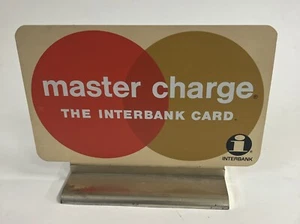 master charge®
THE INTERBANK CARD
i
INTERBANK